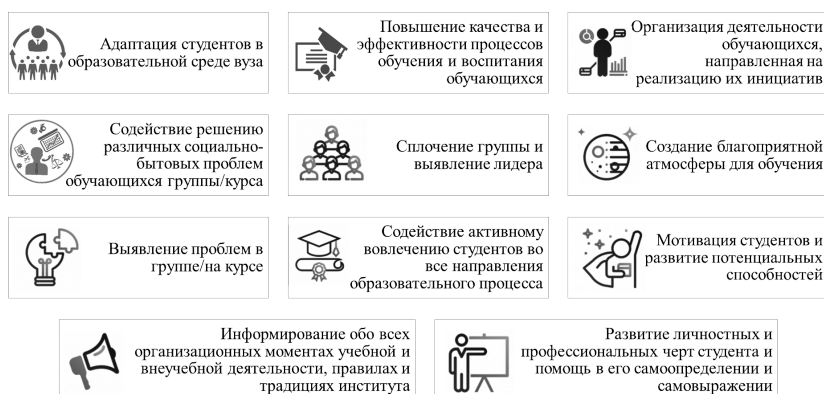 Адаптация студентов в
образовательной среде вуза
Повышение качества и
эффективности процессов
обучения и воспитания
обучающихся
Организация деятельности
обучающихся,
направленная на
реализацию их инициатив
Содействие решению
различных социально-
бытовых проблем
обучающихся группы/курса
Сплочение группы и
выявление лидера
Создание благоприятной
атмосферы для обучения
Выявление проблем в
группе/на курсе
Содействие активному
вовлечению студентов во
все направления
образовательного процесса
Мотивация студентов и
развитие потенциальных
способностей
Информирование обо всех
организационных моментах учебной и
внеучебной деятельности, правилах и
традициях института
Развитие личностных и
профессиональных черт студента и
помощь в его самоопределении и
самовыражении